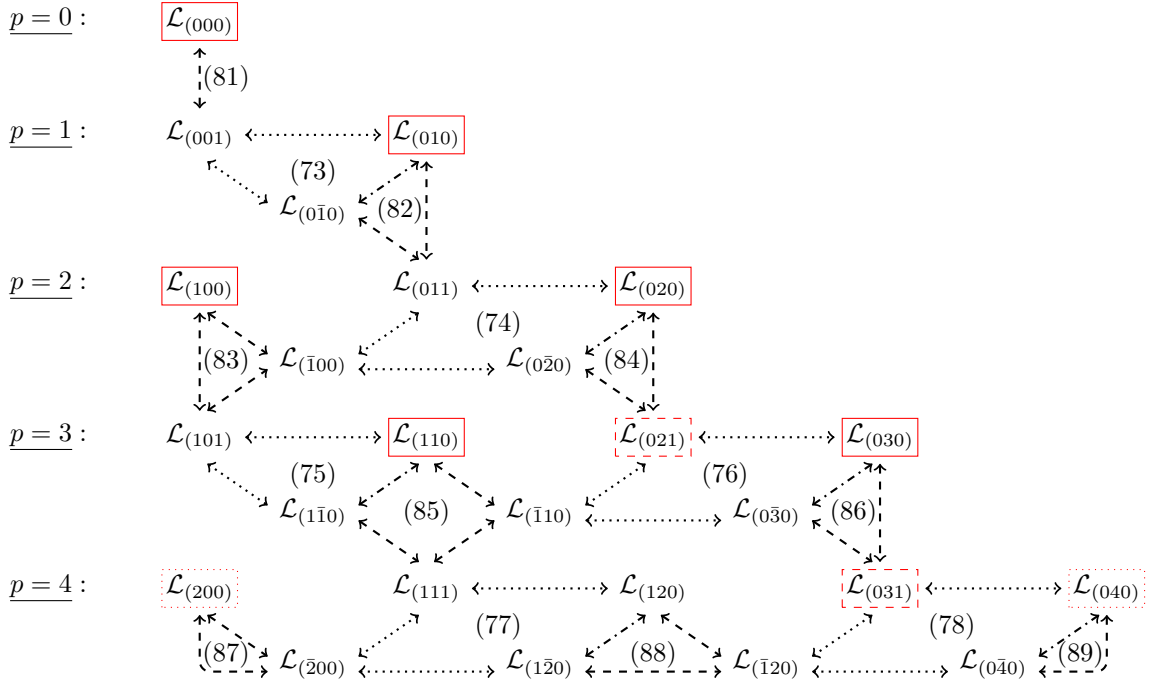 p = 0 : ℒ(000)
(81)
p = 1 : ℒ(001) ℒ(010)
(73)
ℒ(01̄0) (82)
p = 2 : ℒ(100) ℒ(011) ℒ(020)
(74)
(83) ℒ(1̄00) ℒ(02̄0) (84)
p = 3 : ℒ(101) ℒ(110) ℒ(021) ℒ(030)
(75) (76)
ℒ(11̄0) (85) ℒ(1̄10) ℒ(03̄0) (86)
p = 4 : ℒ(200) ℒ(111) ℒ(120) ℒ(031) ℒ(040)
(77) (78)
(87) ℒ(2̄00) ℒ(12̄0) (88) ℒ(1̄20) ℒ(04̄0) (89)